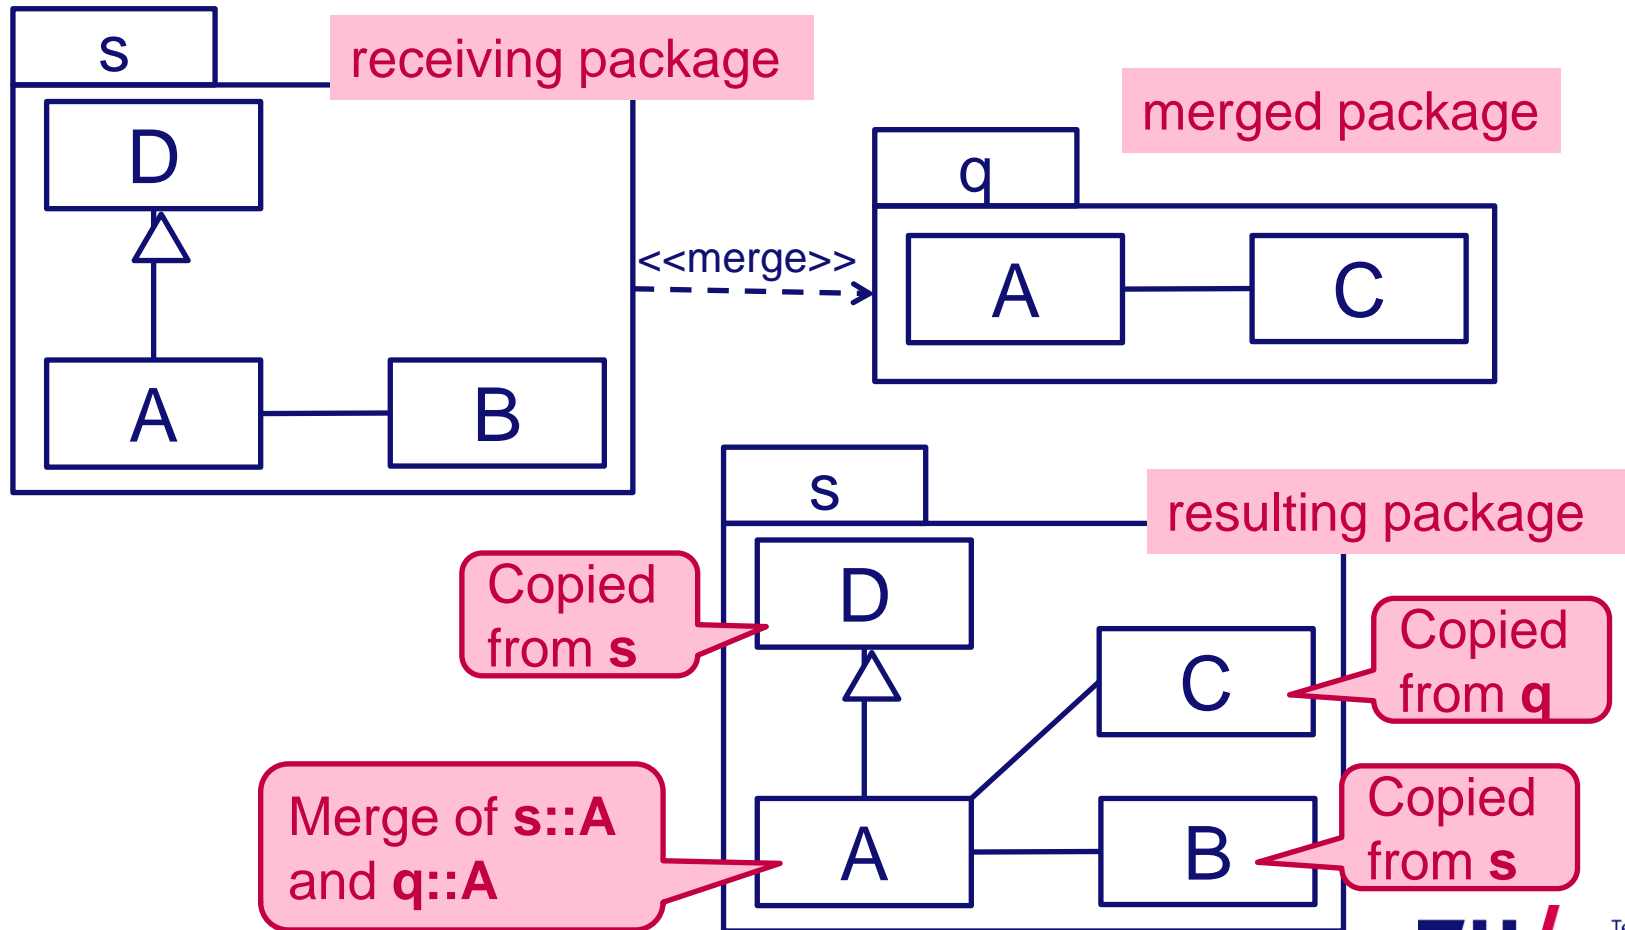 s
receiving package
D
merged package
q
<<merge>>
A
C
A
B
s
resulting package
Copied
from s
D
C
Copied
from q
Merge of s::A
and q::A
A
B
Copied
from s